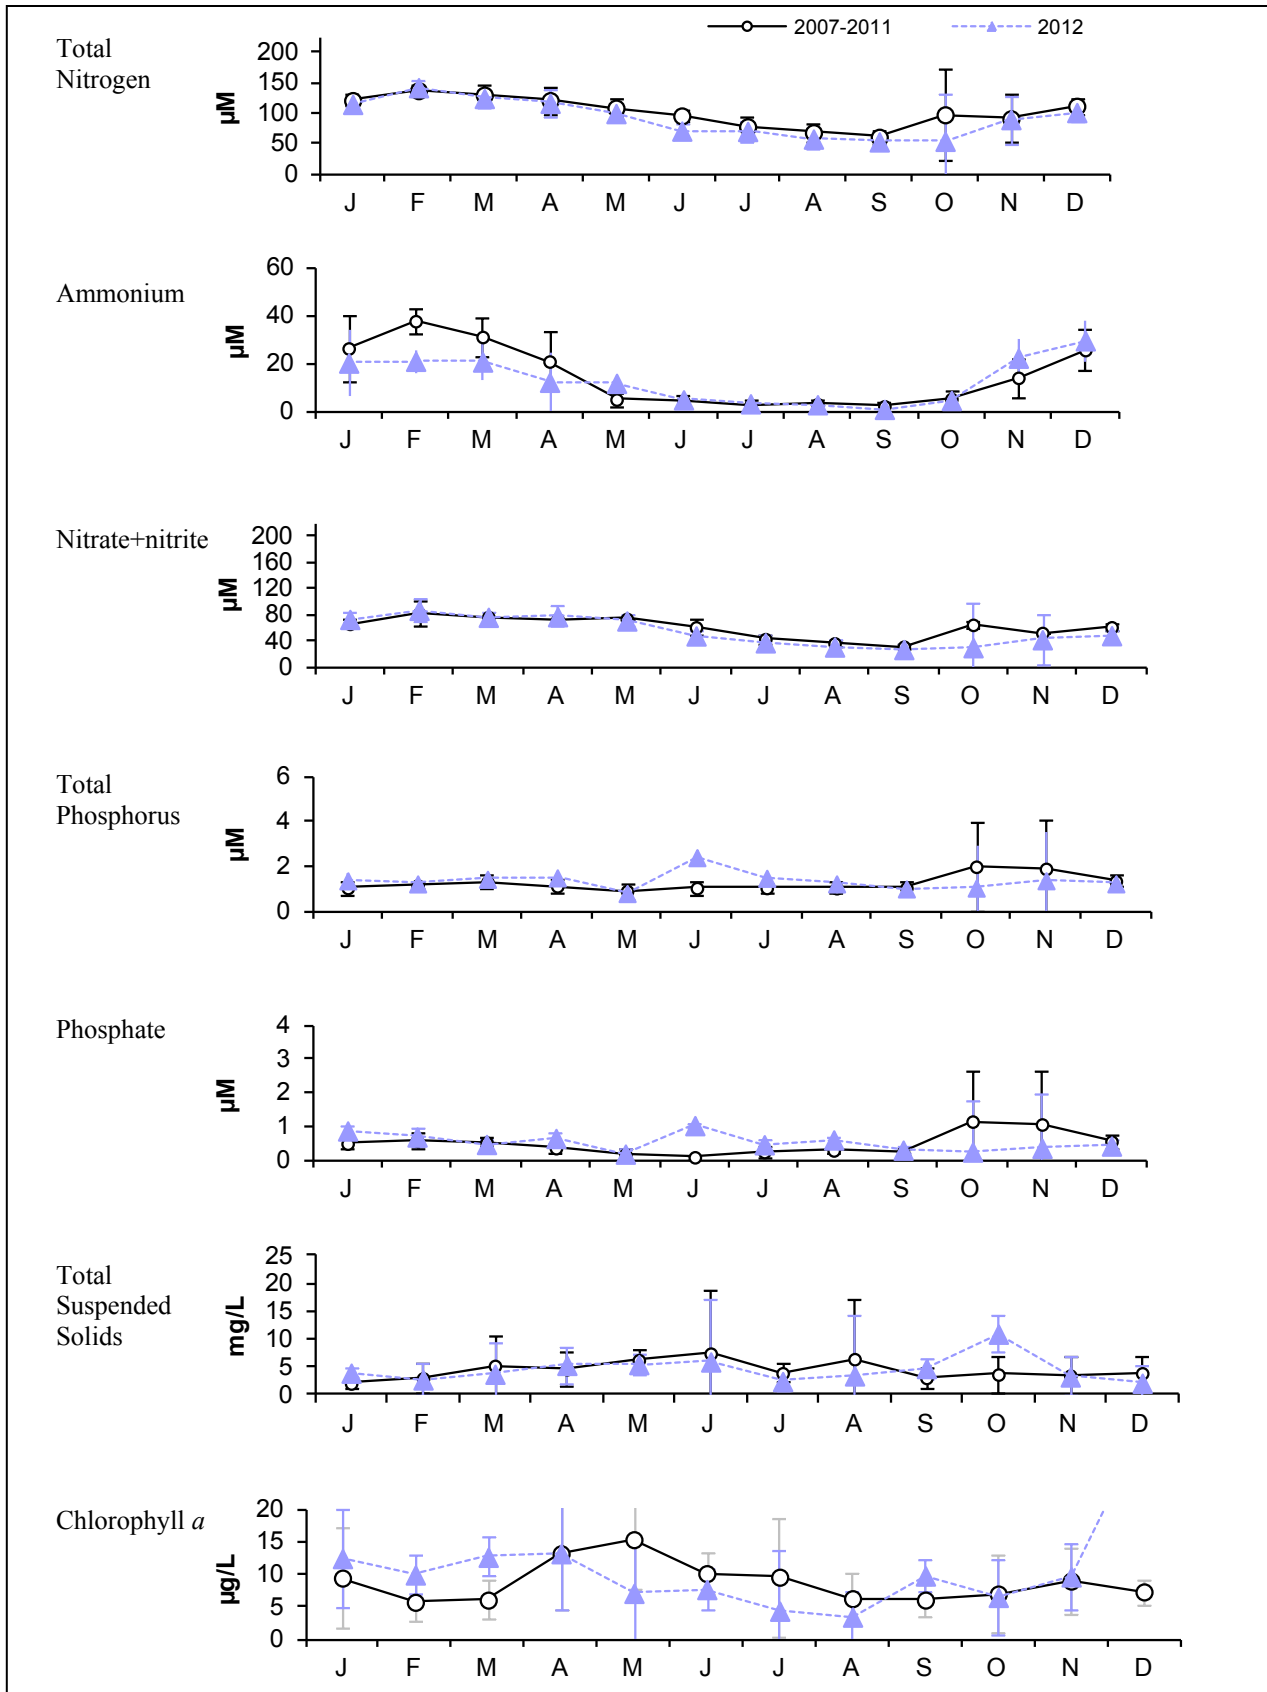 2007-2011 2012
Total
Nitrogen
µM
200
150
100
50
0
J F M A M J J A S O N D
Ammonium
µM
60
40
20
0
J F M A M J J A S O N D
Nitrate+nitrite
µM
200
160
120
80
40
0
J F M A M J J A S O N D
Total
Phosphorus
µM
6
4
2
0
J F M A M J J A S O N D
Phosphate
µM
4
3
2
1
0
J F M A M J J A S O N D
Total
Suspended
Solids
mg/L
25
20
15
10
5
0
J F M A M J J A S O N D
Chlorophyll a
µg/L
20
15
10
5
0
J F M A M J J A S O N D